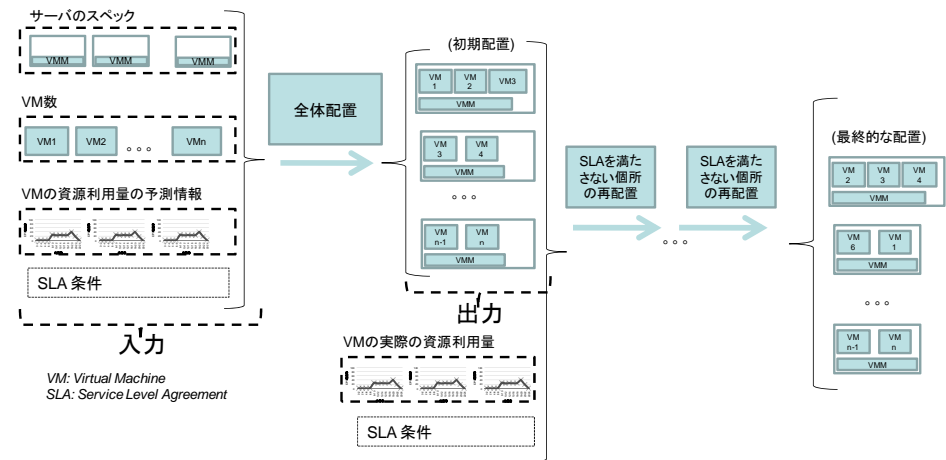 サーバのスペック
VMM
VMM
VMM
VM数
VM1
VM2
。。。
VMn
VMの資源利用量の予測情報
SLA 条件
入力
VM: Virtual Machine
SLA: Service Level Agreement
全体配置
(初期配置)
VM
1
VM
2
VM3
VMM
VM
3
VM
4
VMM
。。。
VM
n-1
VM
n
VMM
出力
VMの実際の資源利用量
SLA 条件
SLAを満た
さない個所
の再配置
SLAを満た
さない個所
の再配置
。。。
(最終的な配置)
VM
2
VM
3
VM
4
VMM
VM
6
VM
1
VMM
。。。
VM
n-1
VM
n
VMM